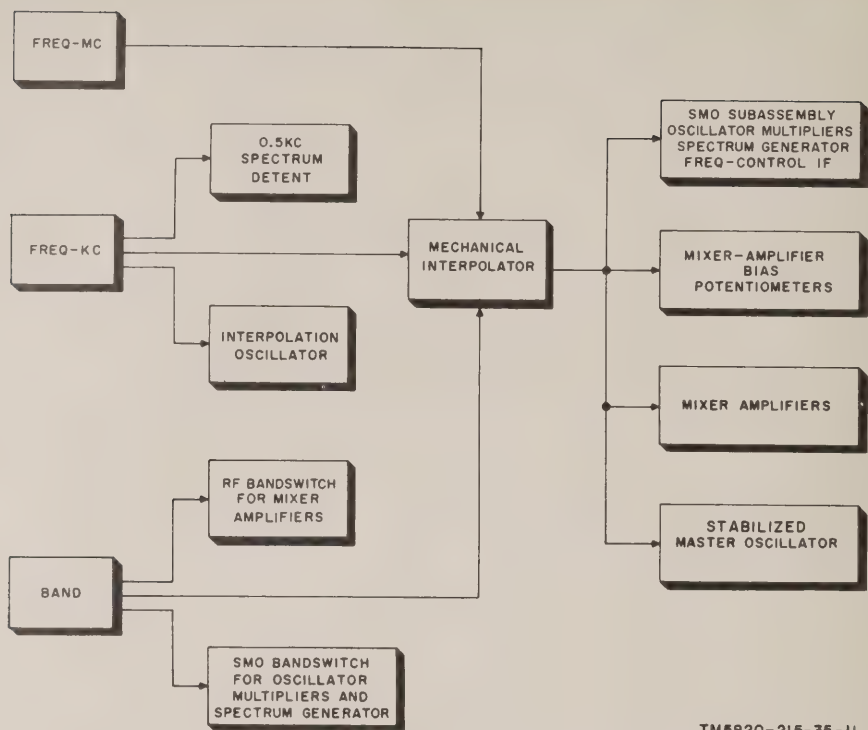 FREQ-MC
0.5KC
SPECTRUM
DETENT
FREQ-KC
INTERPOLATION
OSCILLATOR
RF BANDSWITCH
FOR MIXER
AMPLIFIERS
BAND
SMO BANDSWITCH
FOR OSCILLATOR
MULTIPLIERS AND
SPECTRUM GENERATOR
MECHANICAL
INTERPOLATOR
SMO SUBASSEMBLY
OSCILLATOR MULTIPLIERS
SPECTRUM GENERATOR
FREQ-CONTROL IF
MIXER-AMPLIFIER
BIAS
POTENTIOMETERS
MIXER AMPLIFIERS
STABILIZED
MASTER OSCILLATOR